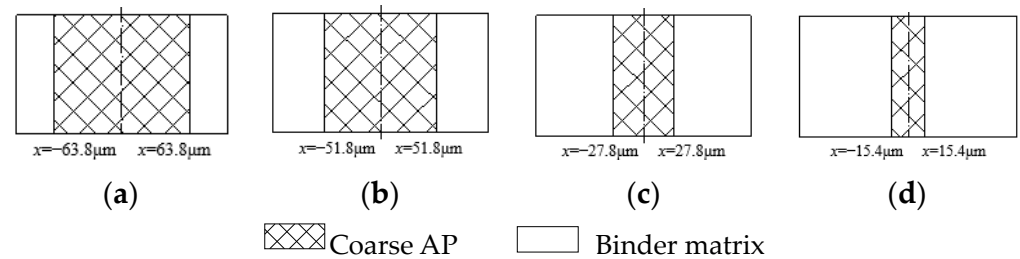 x=−63.8μm x=63.8μm x=−51.8μm x=51.8μm x=−27.8μm x=27.8μm x=−15.4μm x=15.4μm
(a) (b) (c) (d)
Coarse AP Binder matrix